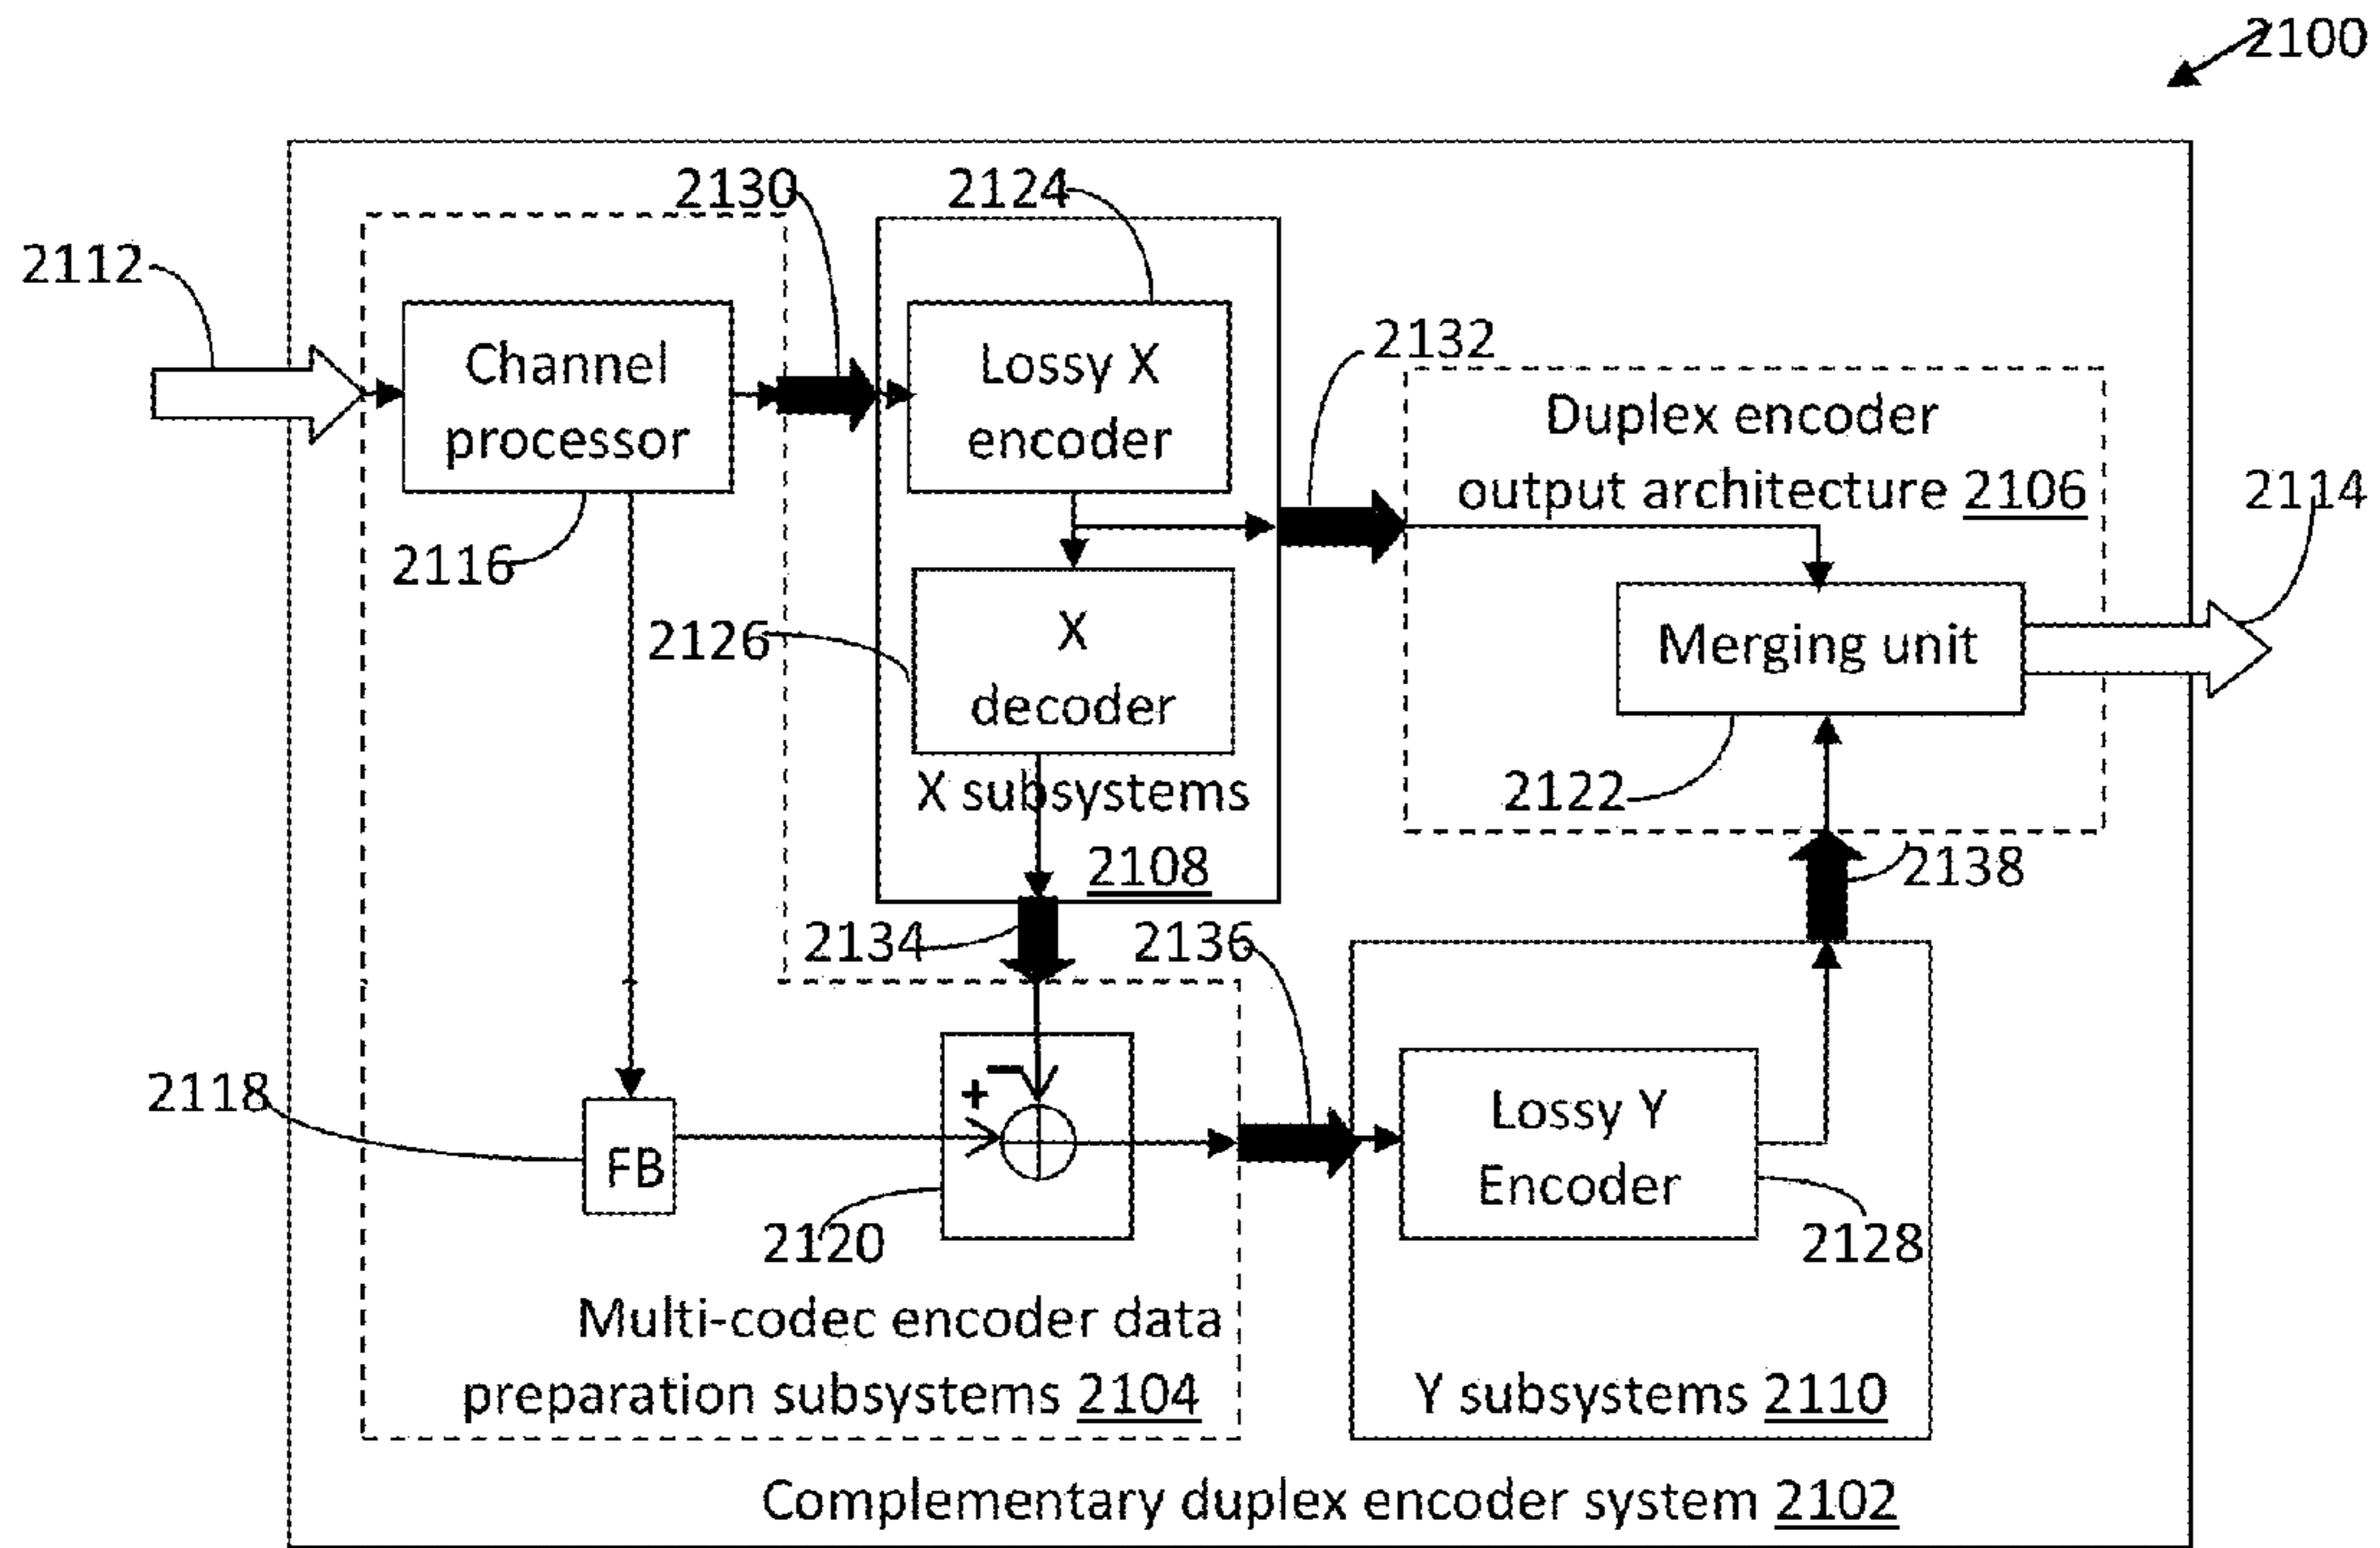 2100
2130
2124
2112
Channel
processor
Lossy X
encoder
2132
Duplex encoder
output architecture 2106
2114
2116
2126
X
decoder
Merging unit
X subsystems
2108
2122
2138
2134
2136
+
−
2118
FB
Lossy Y
Encoder
2120
2128
Multi-codec encoder data
preparation subsystems 2104
Y subsystems 2110
Complementary duplex encoder system 2102